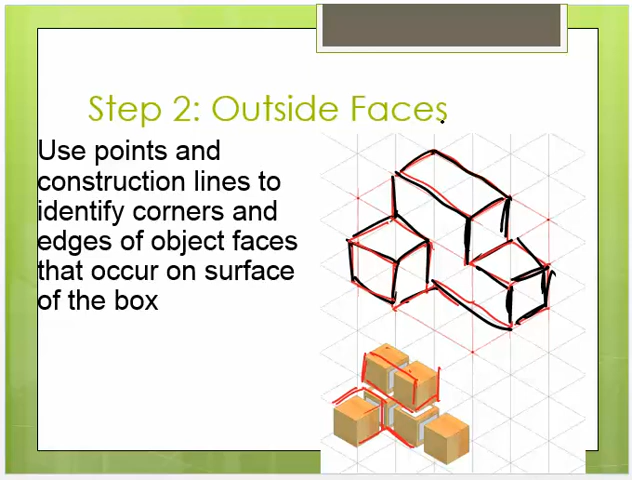 Step 2: Outside Faces
Use points and
construction lines to
identify corners and
edges of object faces
that occur on surface
of the box